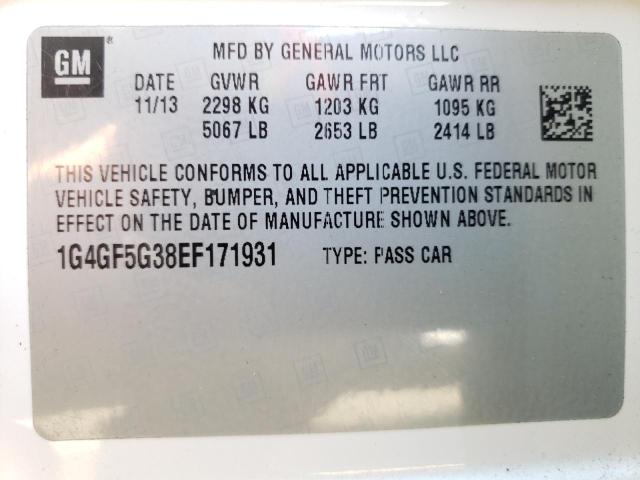 GM
MFD BY GENERAL MOTORS LLC
DATE GVWR GAWR FRT GAWR RR
11/13 2298 KG 1203 KG 1095 KG
5067 LB 2653 LB 2414 LB
THIS VEHICLE CONFORMS TO ALL APPLICABLE U.S. FEDERAL MOTOR
VEHICLE SAFETY, BUMPER, AND THEFT PREVENTION STANDARDS IN
EFFECT ON THE DATE OF MANUFACTURE SHOWN ABOVE.
1G4GF5G38EF171931 TYPE: PASS CAR